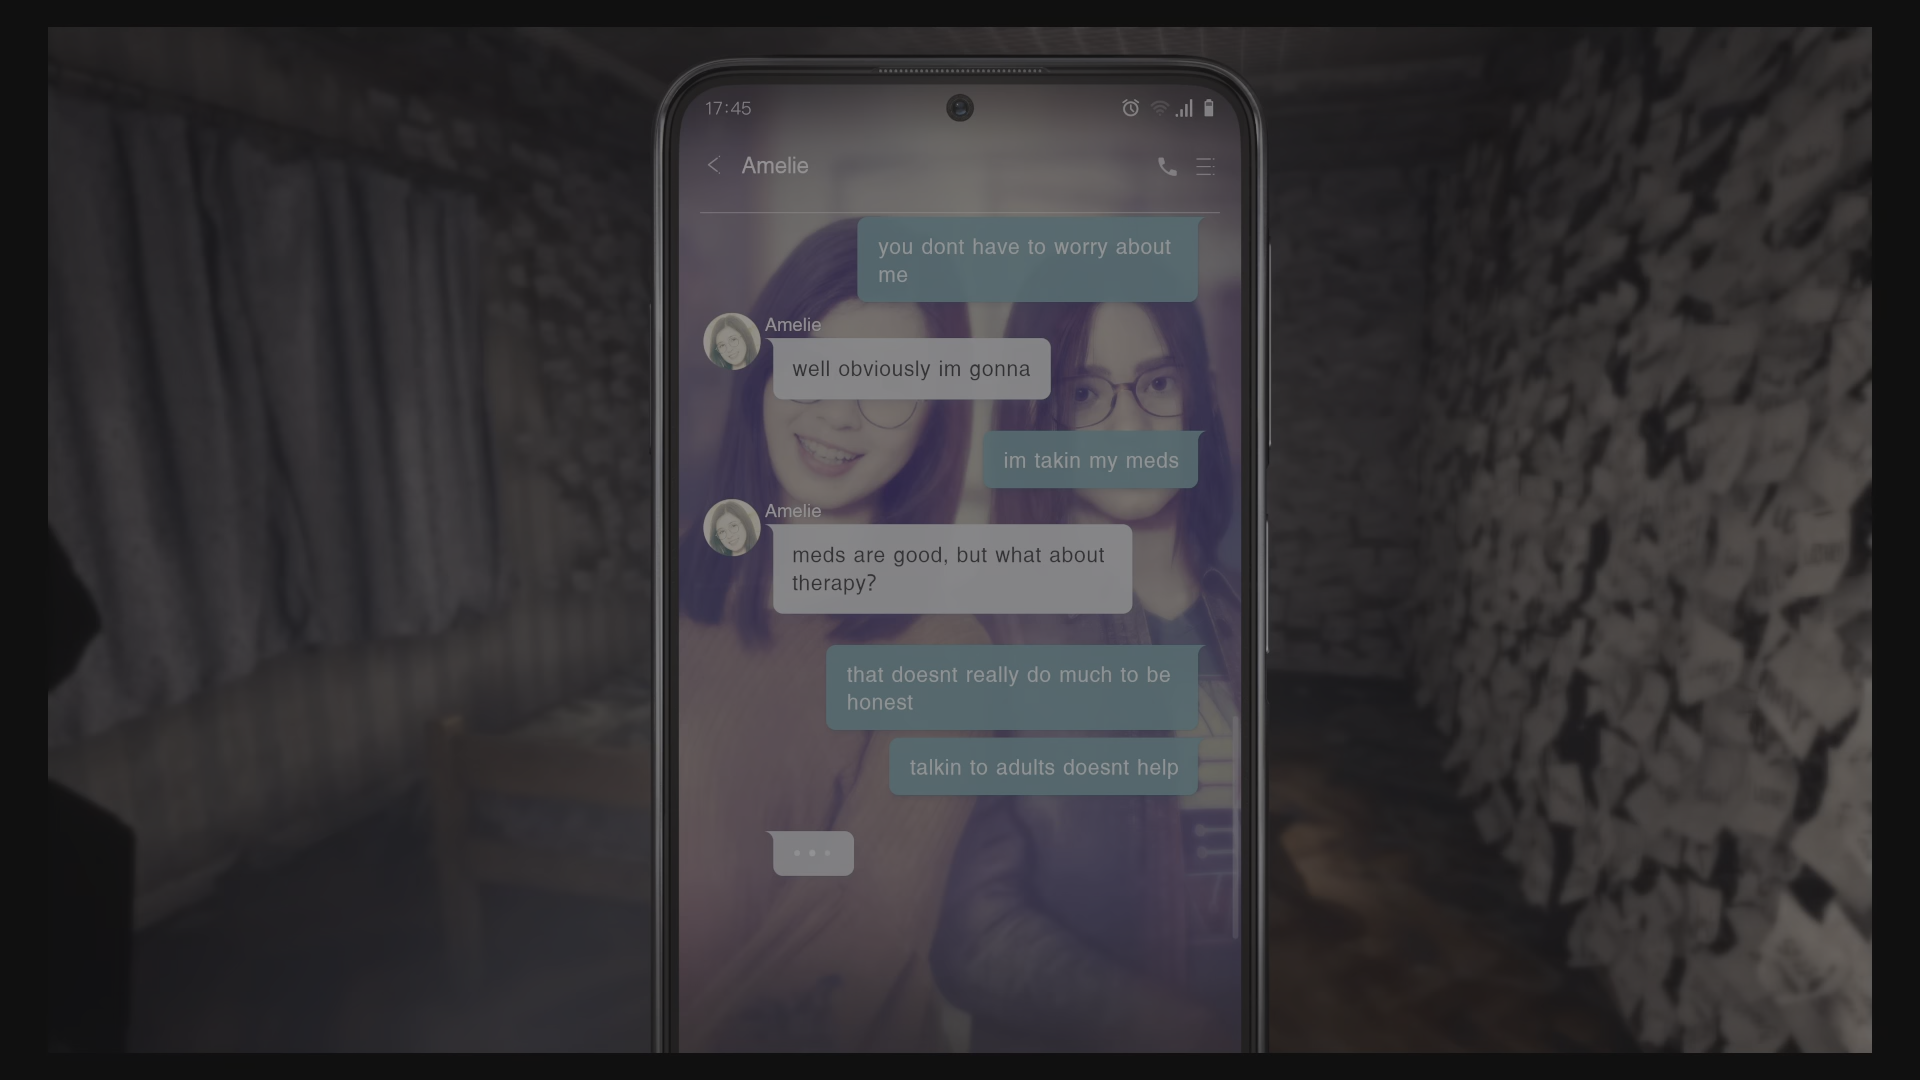 17:45
Amelie
you dont have to worry about
me
Amelie
well obviously im gonna
im takin my meds
Amelie
meds are good, but what about
therapy?
that doesnt really do much to be
honest
talkin to adults doesnt help